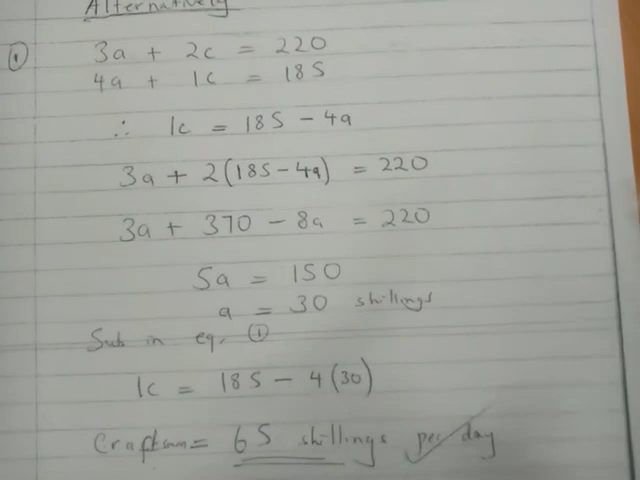 Alternatively
① 3a + 2c = 220
4a + 1c = 185
∴ 1c = 185 - 4a
3a + 2(185 - 4a) = 220
3a + 370 - 8a = 220
5a = 150
a = 30 shillings
Sub in eq. ①
1c = 185 - 4(30)
Craftsman = 65 shillings per day